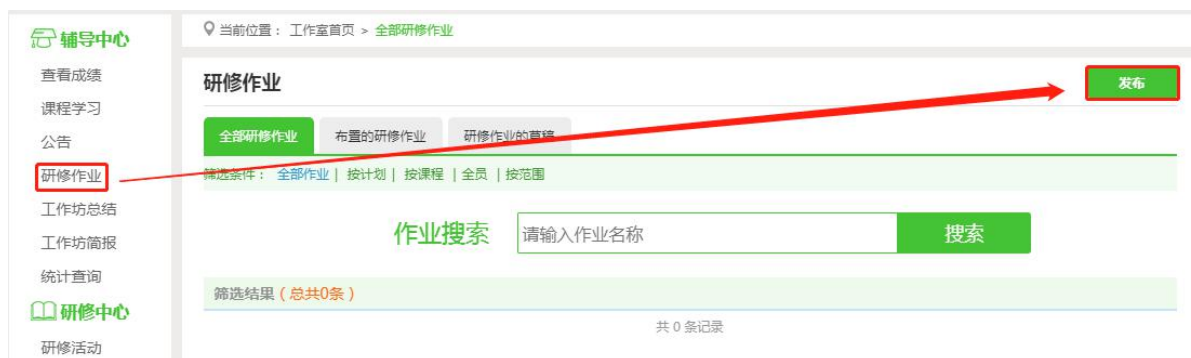 辅导中心
查看成绩
课程学习
公告
研修作业
工作坊总结
工作坊简报
统计查询
研修中心
研修活动
当前位置： 工作室首页 > 全部研修作业
研修作业
发布
全部研修作业 布置的研修作业 研修作业的草稿
筛选条件： 全部作业 | 按计划 | 按课程 | 全员 | 按范围
作业搜索 请输入作业名称 搜索
筛选结果（总共0条）
共 0 条记录